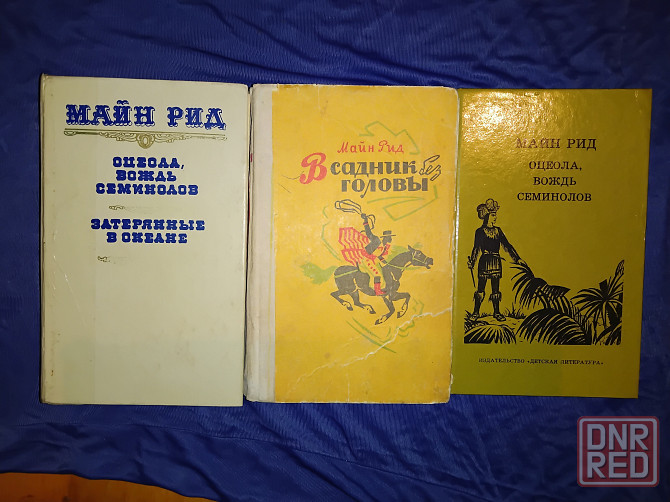 МАЙН РИД
ОЦЕОЛА,
ВОЖДЬ
СЕМИНОЛОВ
ЗАТЕРЯННЫЕ
В ОКЕАНЕ
Майн Рид
Всадник без
головы
МАЙН РИД
ОЦЕОЛА,
ВОЖДЬ
СЕМИНОЛОВ
ИЗДАТЕЛЬСТВО «ДЕТСКАЯ ЛИТЕРАТУРА»
DNR
RED